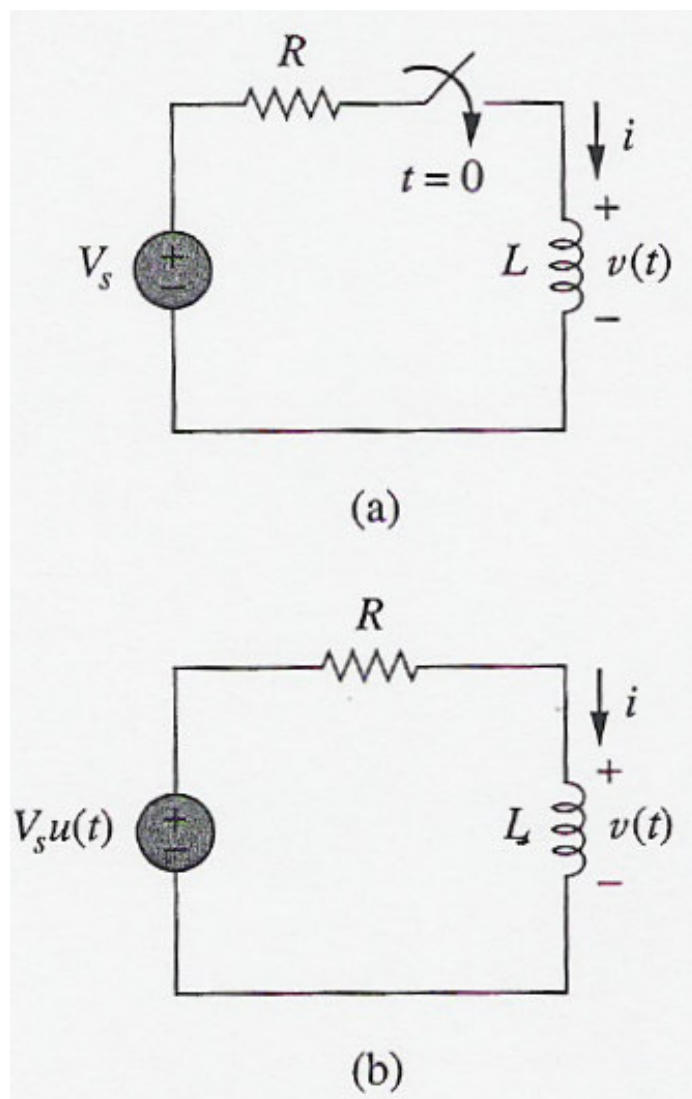 R
t = 0
i
+
V_s
+
−
L
v(t)
−
(a)
R
i
+
V_s u(t)
+
−
L
v(t)
−
(b)